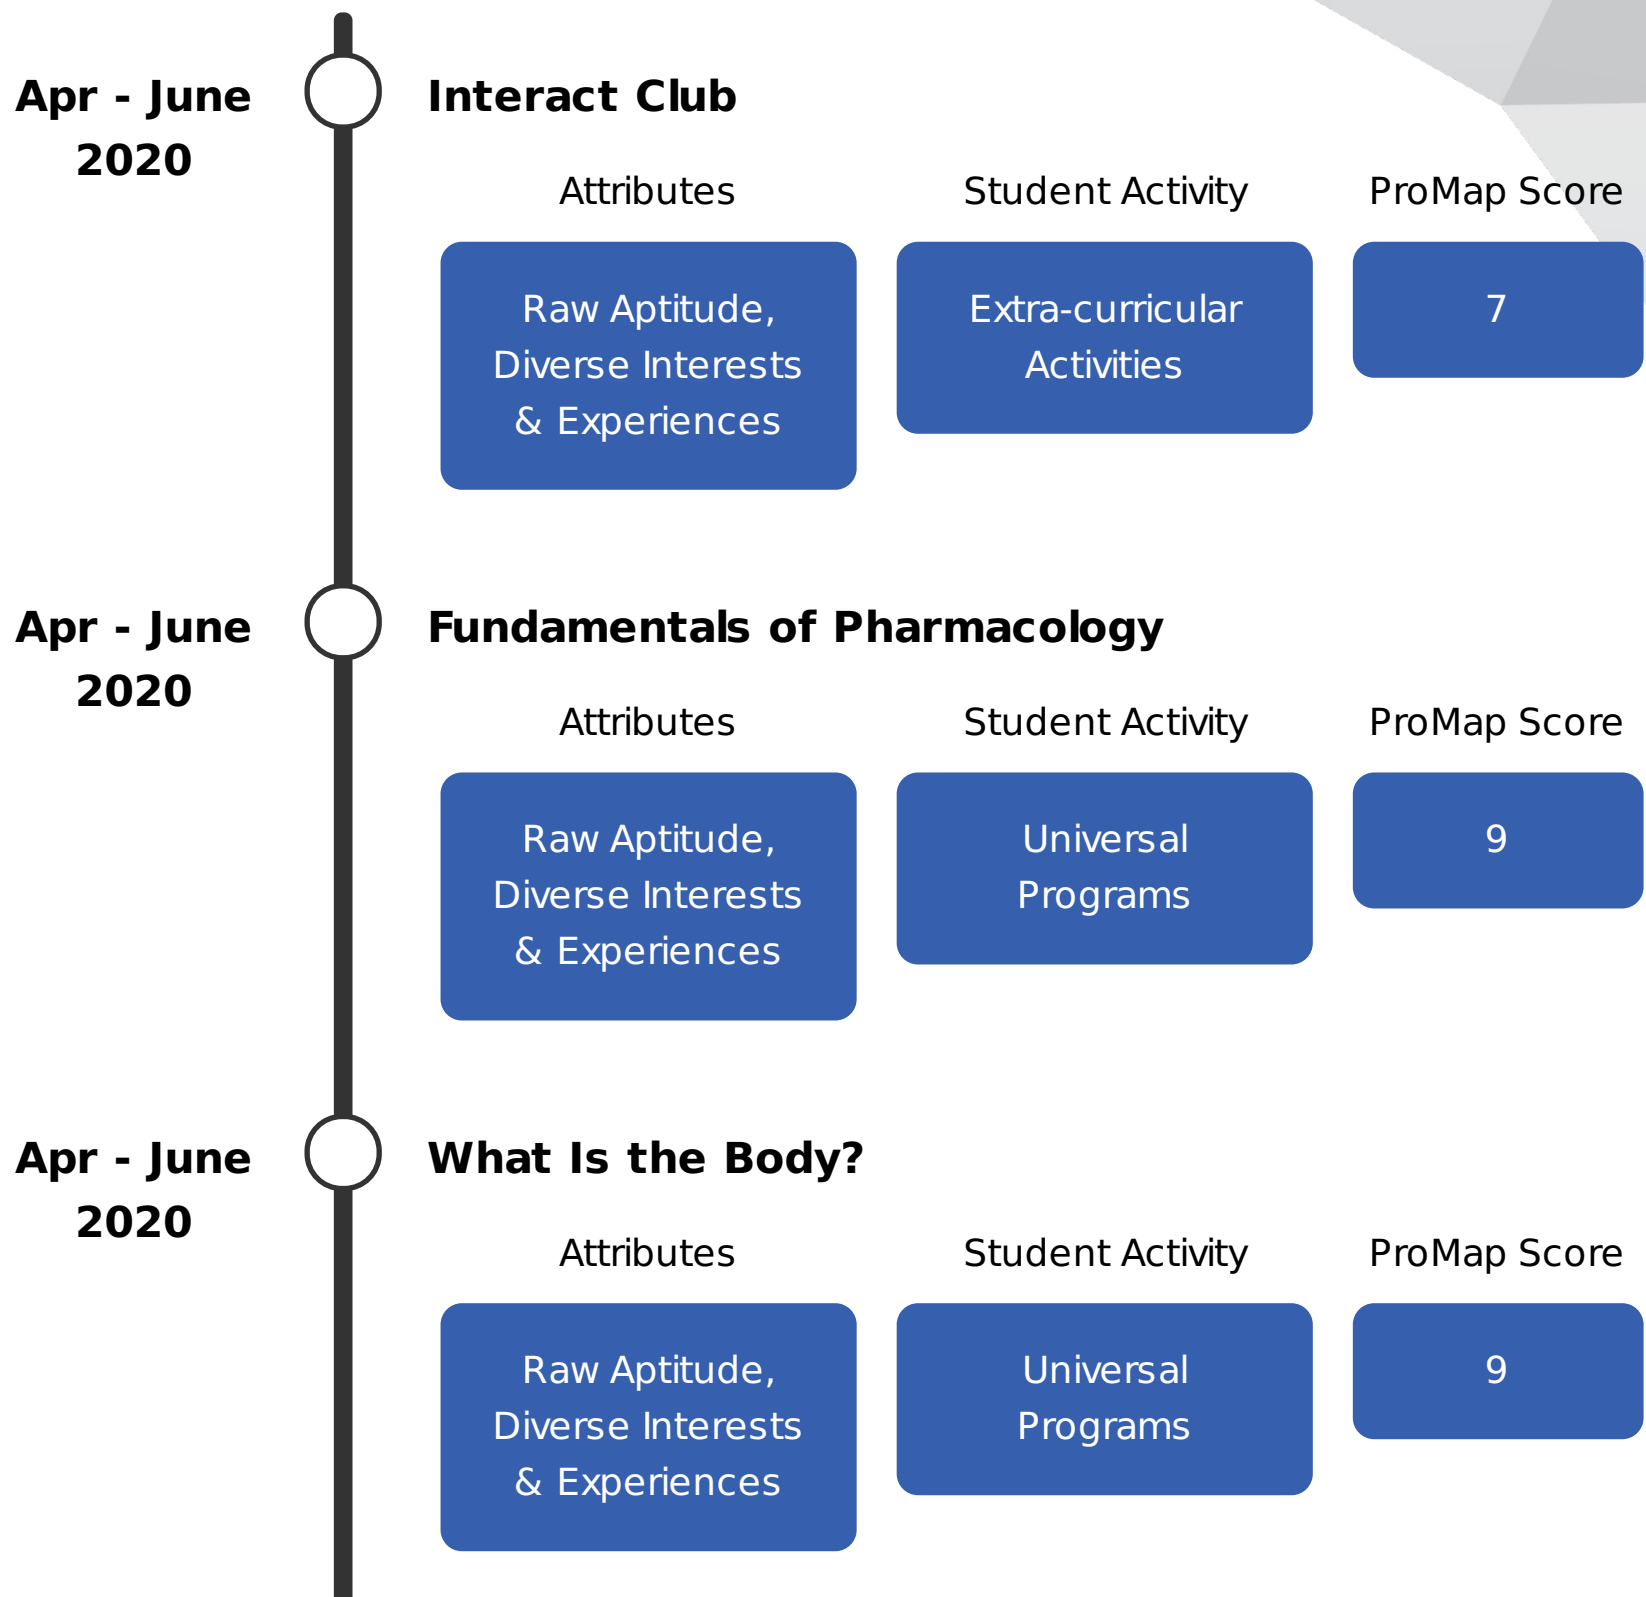 Apr - June
2020
Interact Club
Attributes
Student Activity
ProMap Score
Raw Aptitude,
Diverse Interests
& Experiences
Extra-curricular
Activities
7
Apr - June
2020
Fundamentals of Pharmacology
Attributes
Student Activity
ProMap Score
Raw Aptitude,
Diverse Interests
& Experiences
Universal
Programs
9
Apr - June
2020
What Is the Body?
Attributes
Student Activity
ProMap Score
Raw Aptitude,
Diverse Interests
& Experiences
Universal
Programs
9